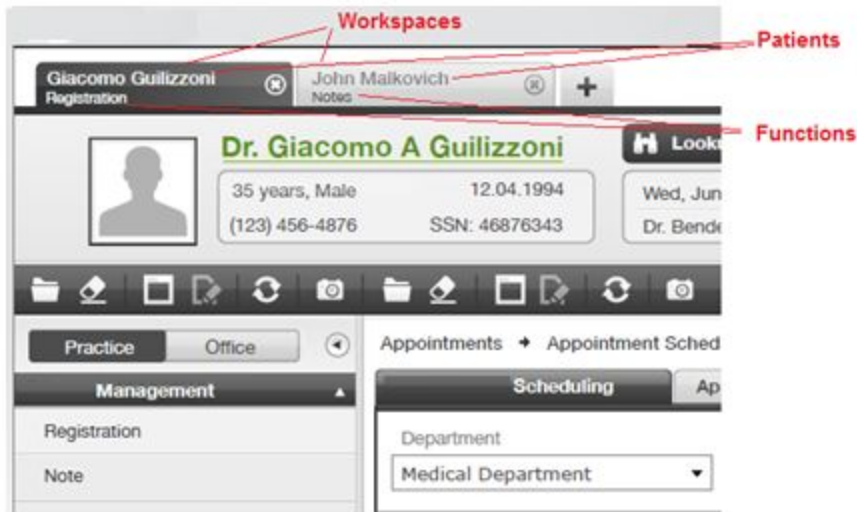 Workspaces
Patients
Giacomo Guilizzoni
Registration
John Malkovich
Notes
Functions
Dr. Giacomo A Guilizzoni
35 years, Male 12.04.1994
(123) 456-4876 SSN: 46876343
Wed, Jun
Practice Office
Appointments Appointment Sched
Management
Scheduling Ap
Registration
Department
Note
Medical Department